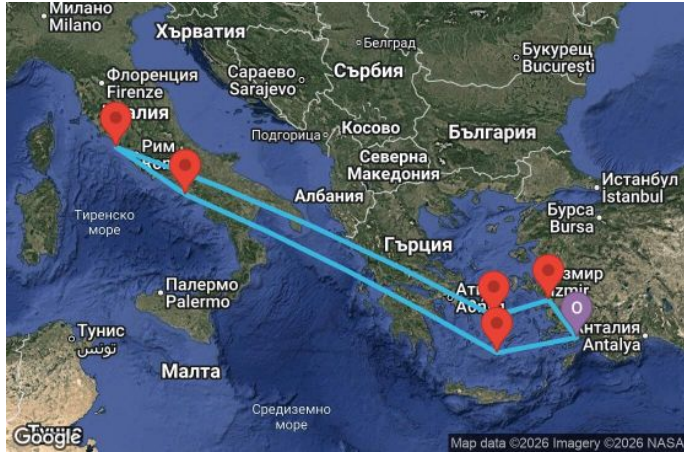 Милано
Milano
Хърватия
Белград
Букурещ
Bucureşti
Флоренция
Firenze
Сараево
Sarajevo
Сърбия
Подгорица
Косово
България
Рим
Северна
Македония
Албания
Истанбул
İstanbul
Бурса
Bursa
Тиренско
море
Гърция
Палермо
Palermo
O
Анталия
Antalya
Тунис
تونس
Малта
Средиземно
море
Google
Map data ©2026 Imagery ©2026 NASA